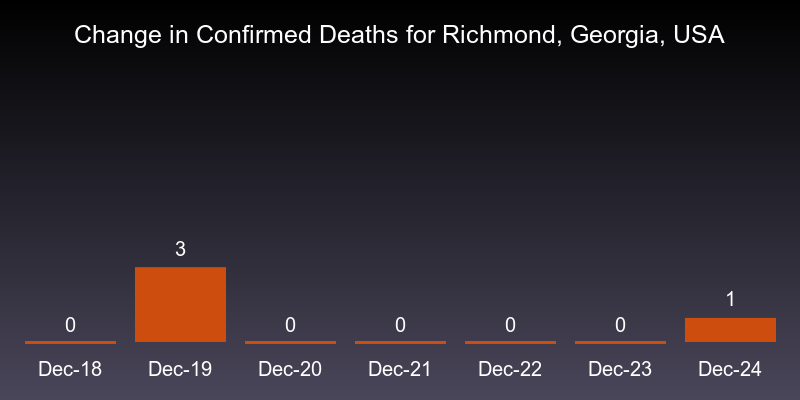 Change in Confirmed Deaths for Richmond, Georgia, USA
0
3
0
0
0
0
1
Dec-18
Dec-19
Dec-20
Dec-21
Dec-22
Dec-23
Dec-24